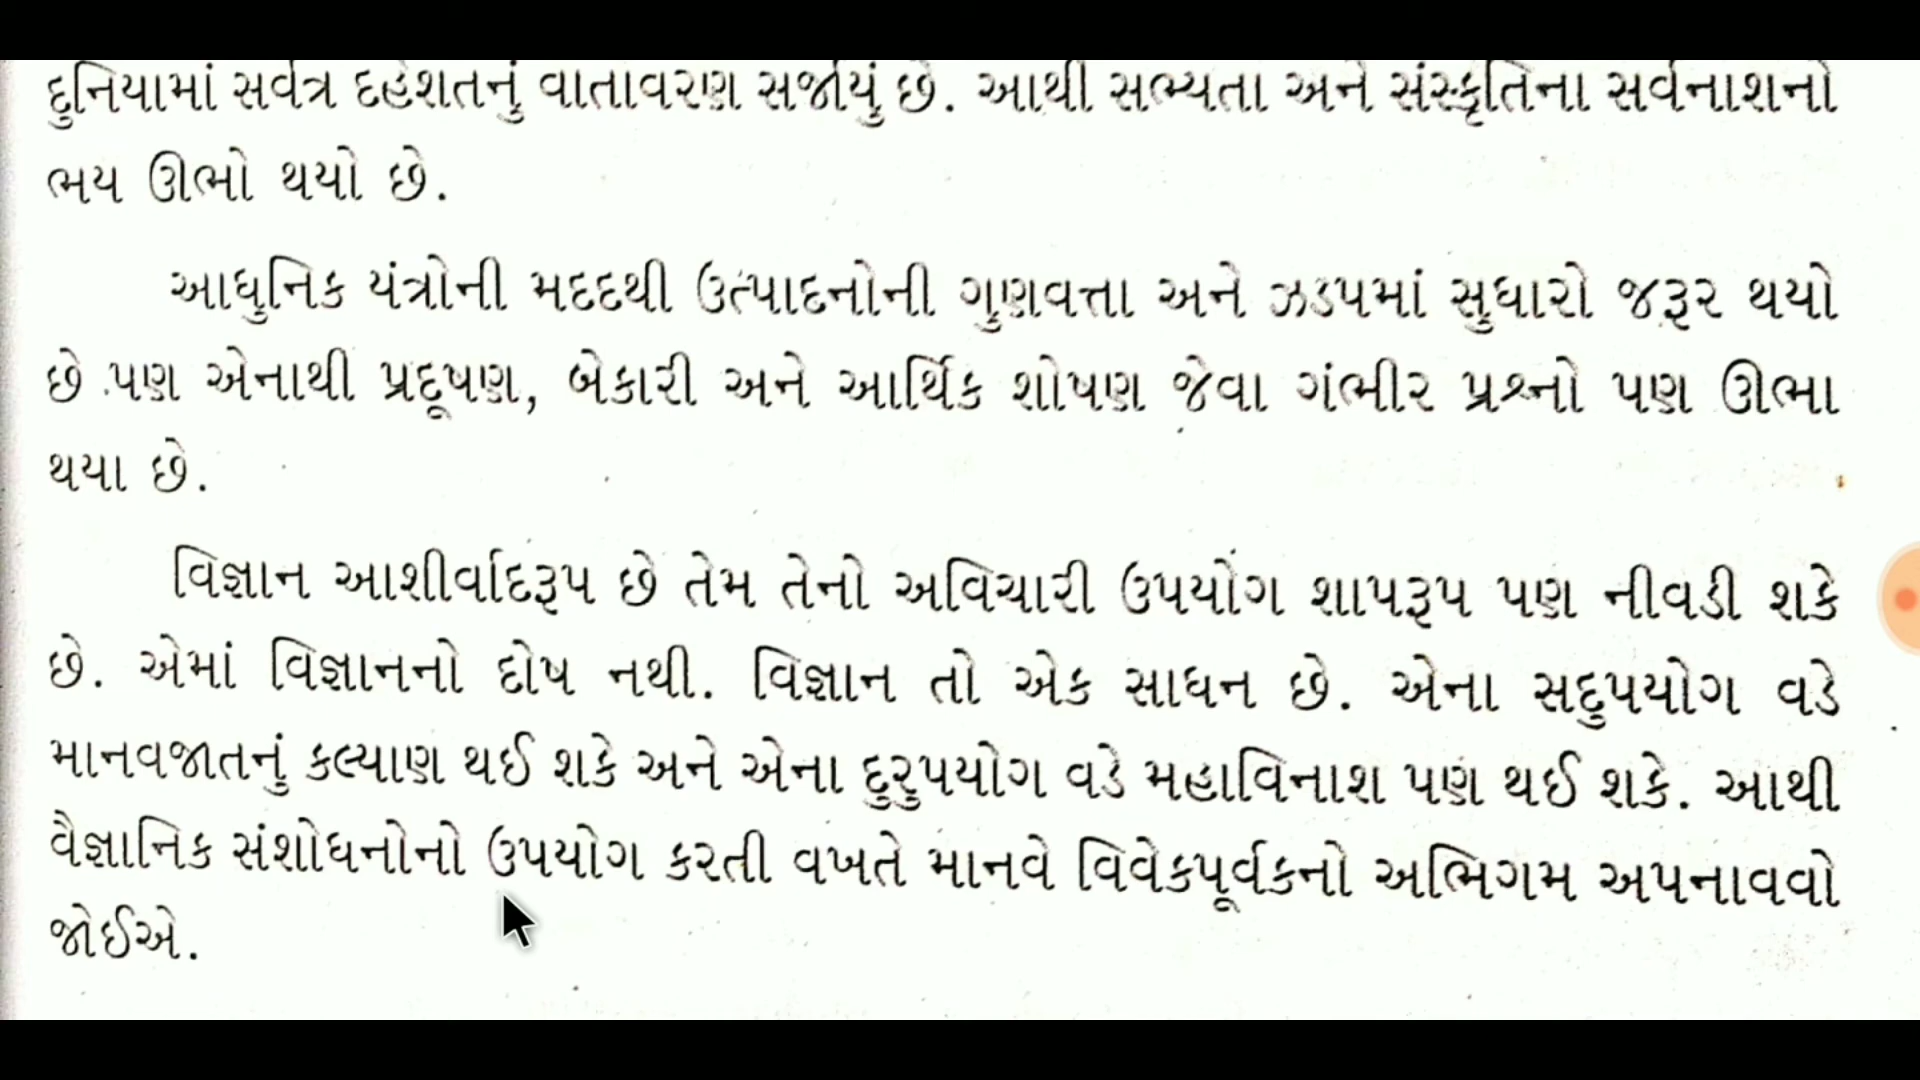 દુનિયામાં સર્વત્ર દહેશતનું વાતાવરણ સર્જાયું છે. આથી સભ્યતા અને સંસ્કૃતિના સર્વનાશનો
ભય ઊભો થયો છે.
આધુનિક યંત્રોની મદદથી ઉત્પાદનોની ગુણવત્તા અને ઝડપમાં સુધારો જરૂર થયો
છે પણ એનાથી પ્રદૂષણ, બેકારી અને આર્થિક શોષણ જેવા ગંભીર પ્રશ્નો પણ ઊભા
થયા છે.
વિજ્ઞાન આશીર્વાદરૂપ છે તેમ તેનો અવિચારી ઉપયોગ શાપરૂપ પણ નીવડી શકે
છે. એમાં વિજ્ઞાનનો દોષ નથી. વિજ્ઞાન તો એક સાધન છે. એના સદુપયોગ વડે
માનવજાતનું કલ્યાણ થઈ શકે અને એના દુરુપયોગ વડે મહાવિનાશ પણ થઈ શકે. આથી
વૈજ્ઞાનિક સંશોધનોનો ઉપયોગ કરતી વખતે માનવે વિવેકપૂર્વકનો અભિગમ અપનાવવો
જોઈએ.